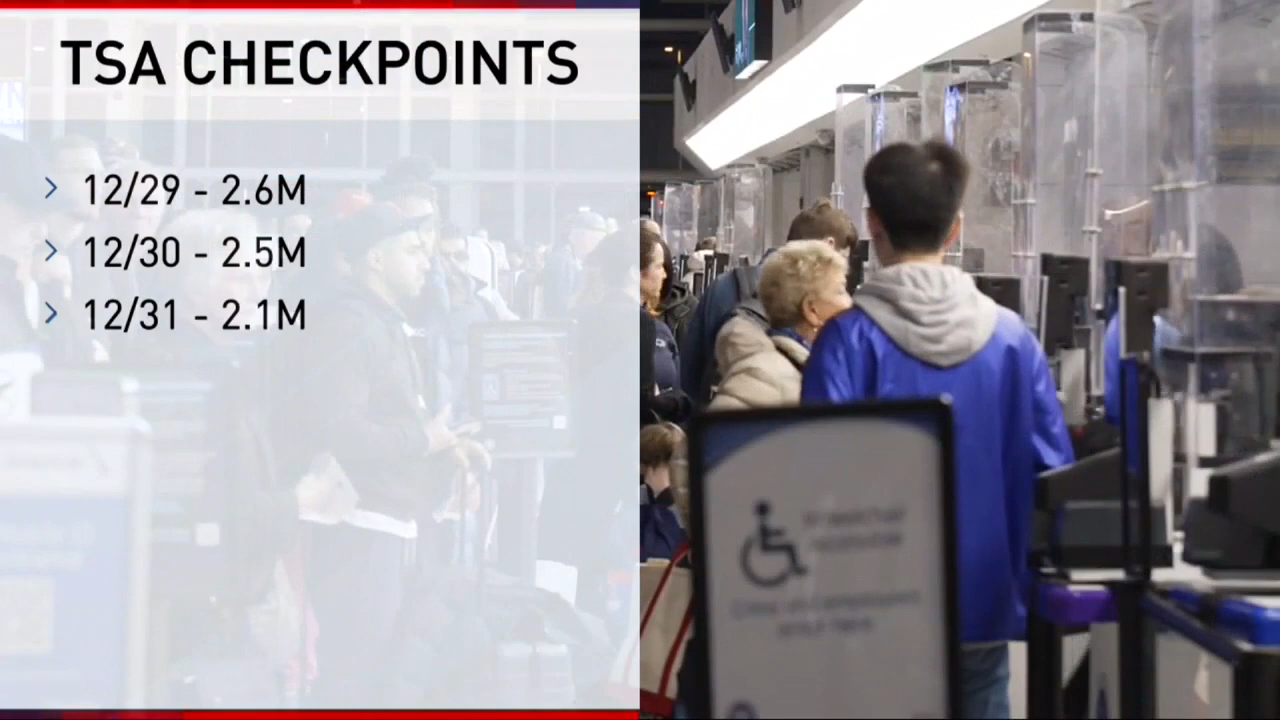 TSA CHECKPOINTS
12/29 - 2.6M
12/30 - 2.5M
12/31 - 2.1M